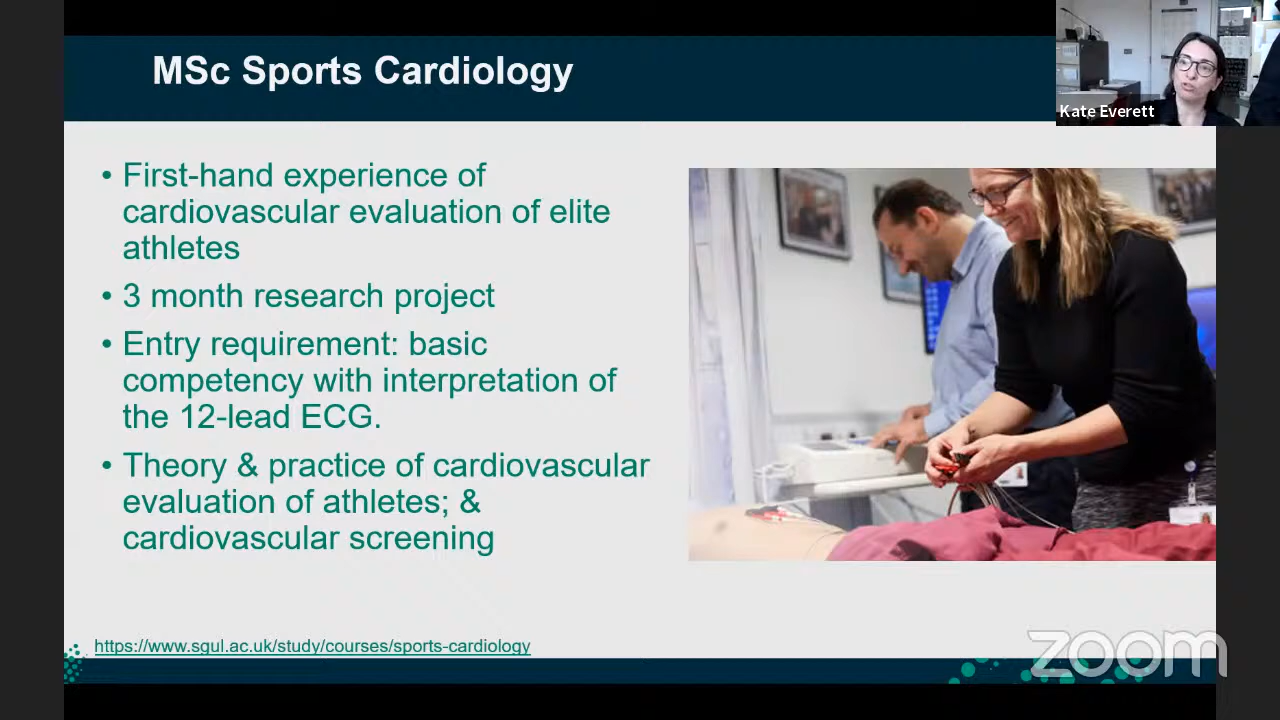 MSc Sports Cardiology
Kate Everett
• First-hand experience of
cardiovascular evaluation of elite
athletes
• 3 month research project
• Entry requirement: basic
competency with interpretation of
the 12-lead ECG.
• Theory & practice of cardiovascular
evaluation of athletes; &
cardiovascular screening
https://www.sgul.ac.uk/study/courses/sports-cardiology
zoom